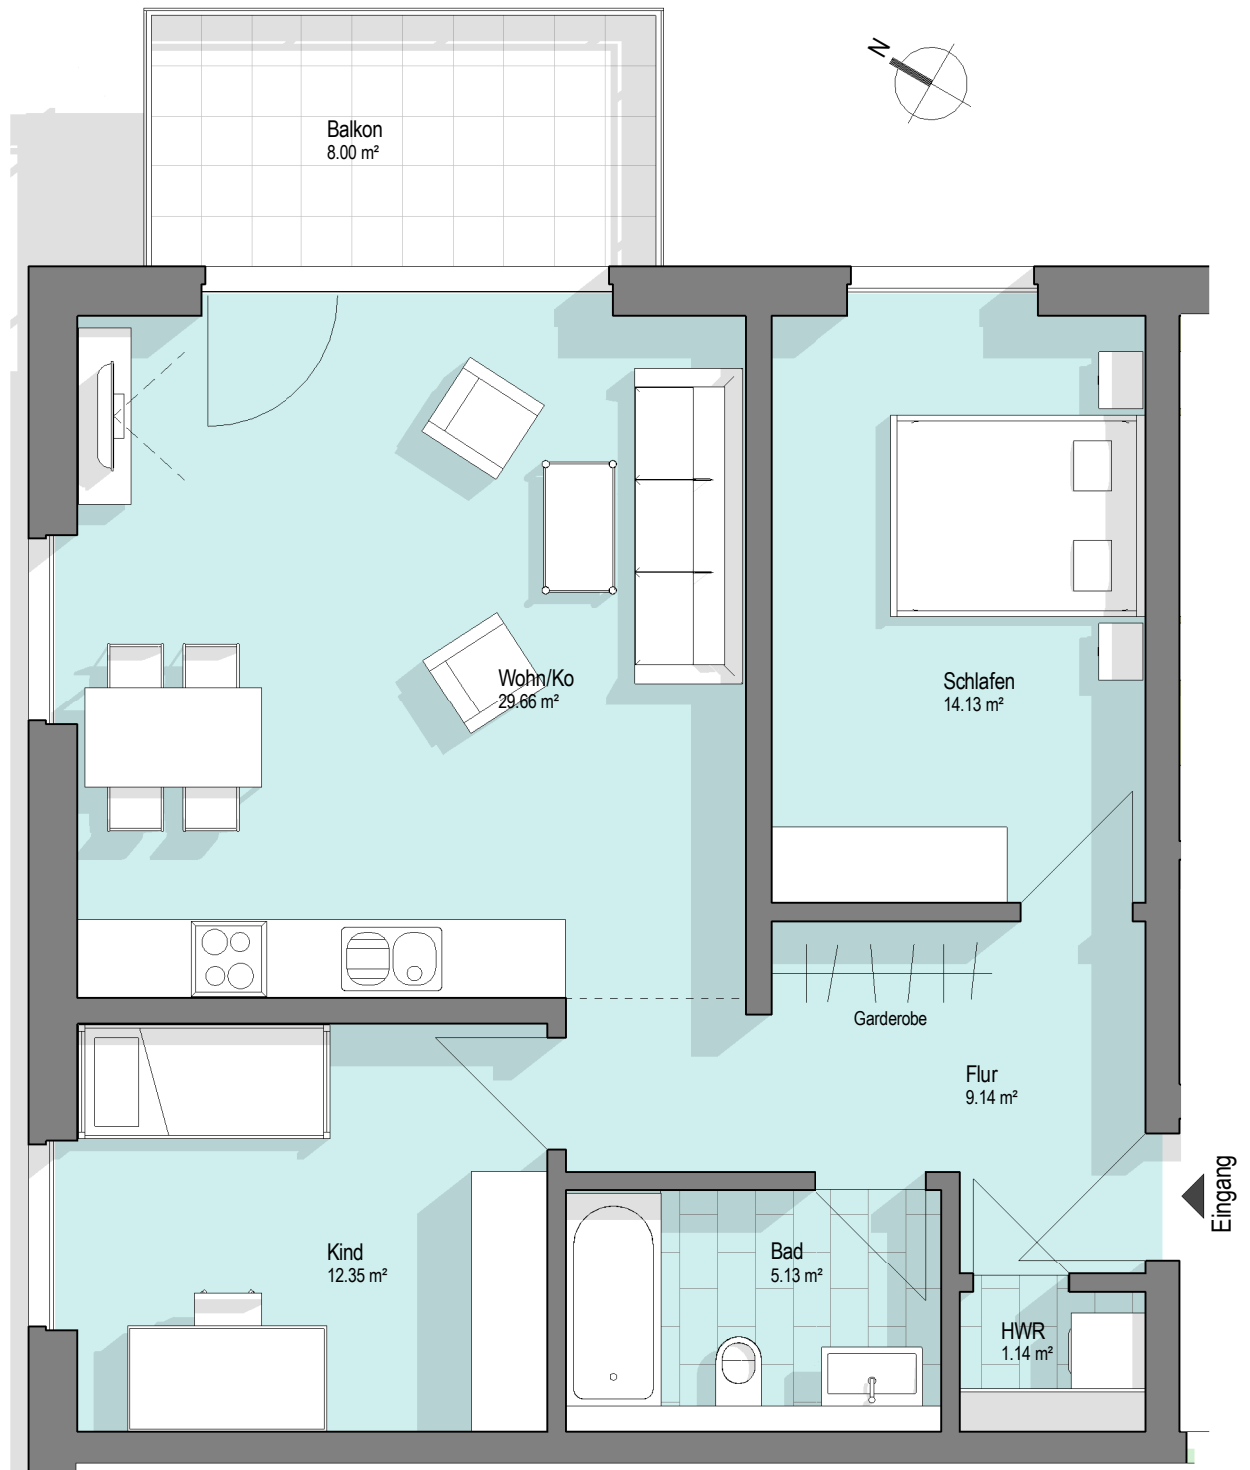 N
Balkon
8.00 m²
Wohn/Ko
29.66 m²
Schlafen
14.13 m²
Garderobe
Flur
9.14 m²
Eingang
Kind
12.35 m²
Bad
5.13 m²
HWR
1.14 m²